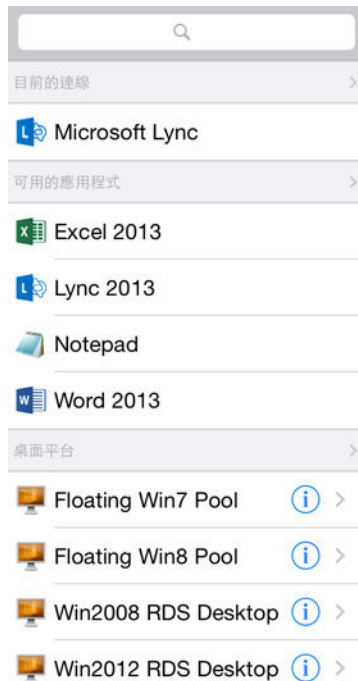 目前的連線
Microsoft Lync
可用的應用程式
Excel 2013
Lync 2013
Notepad
Word 2013
桌面平台
Floating Win7 Pool
Floating Win8 Pool
Win2008 RDS Desktop
Win2012 RDS Desktop